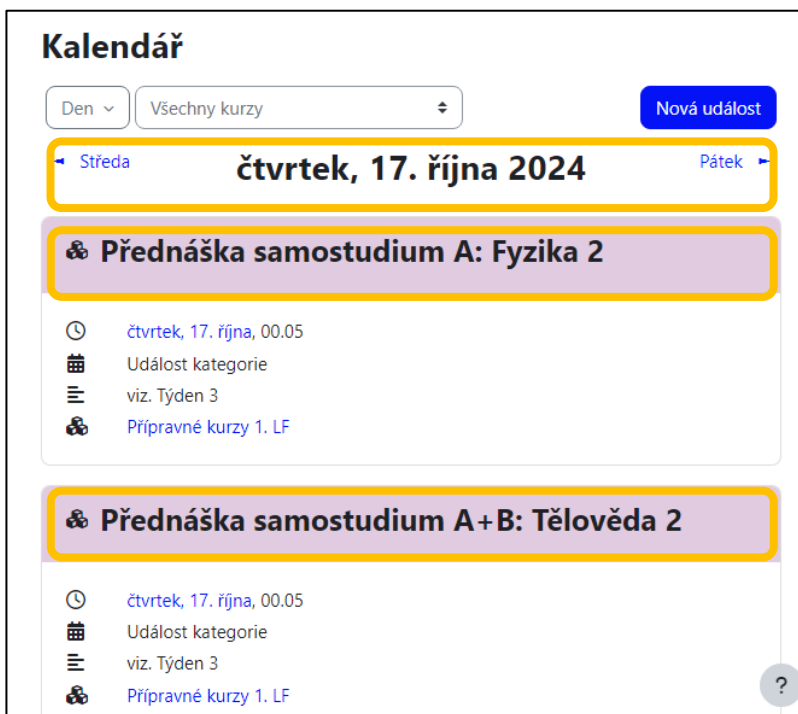 Kalendář
Den Všechny kurzy Nová událost
◄ Středa čtvrtek, 17. října 2024 Pátek ►
Přednáška samostudium A: Fyzika 2
čtvrtek, 17. října, 00.05
Událost kategorie
viz. Týden 3
Přípravné kurzy 1. LF
Přednáška samostudium A+B: Tělověda 2
čtvrtek, 17. října, 00.05
Událost kategorie
viz. Týden 3
Přípravné kurzy 1. LF
?